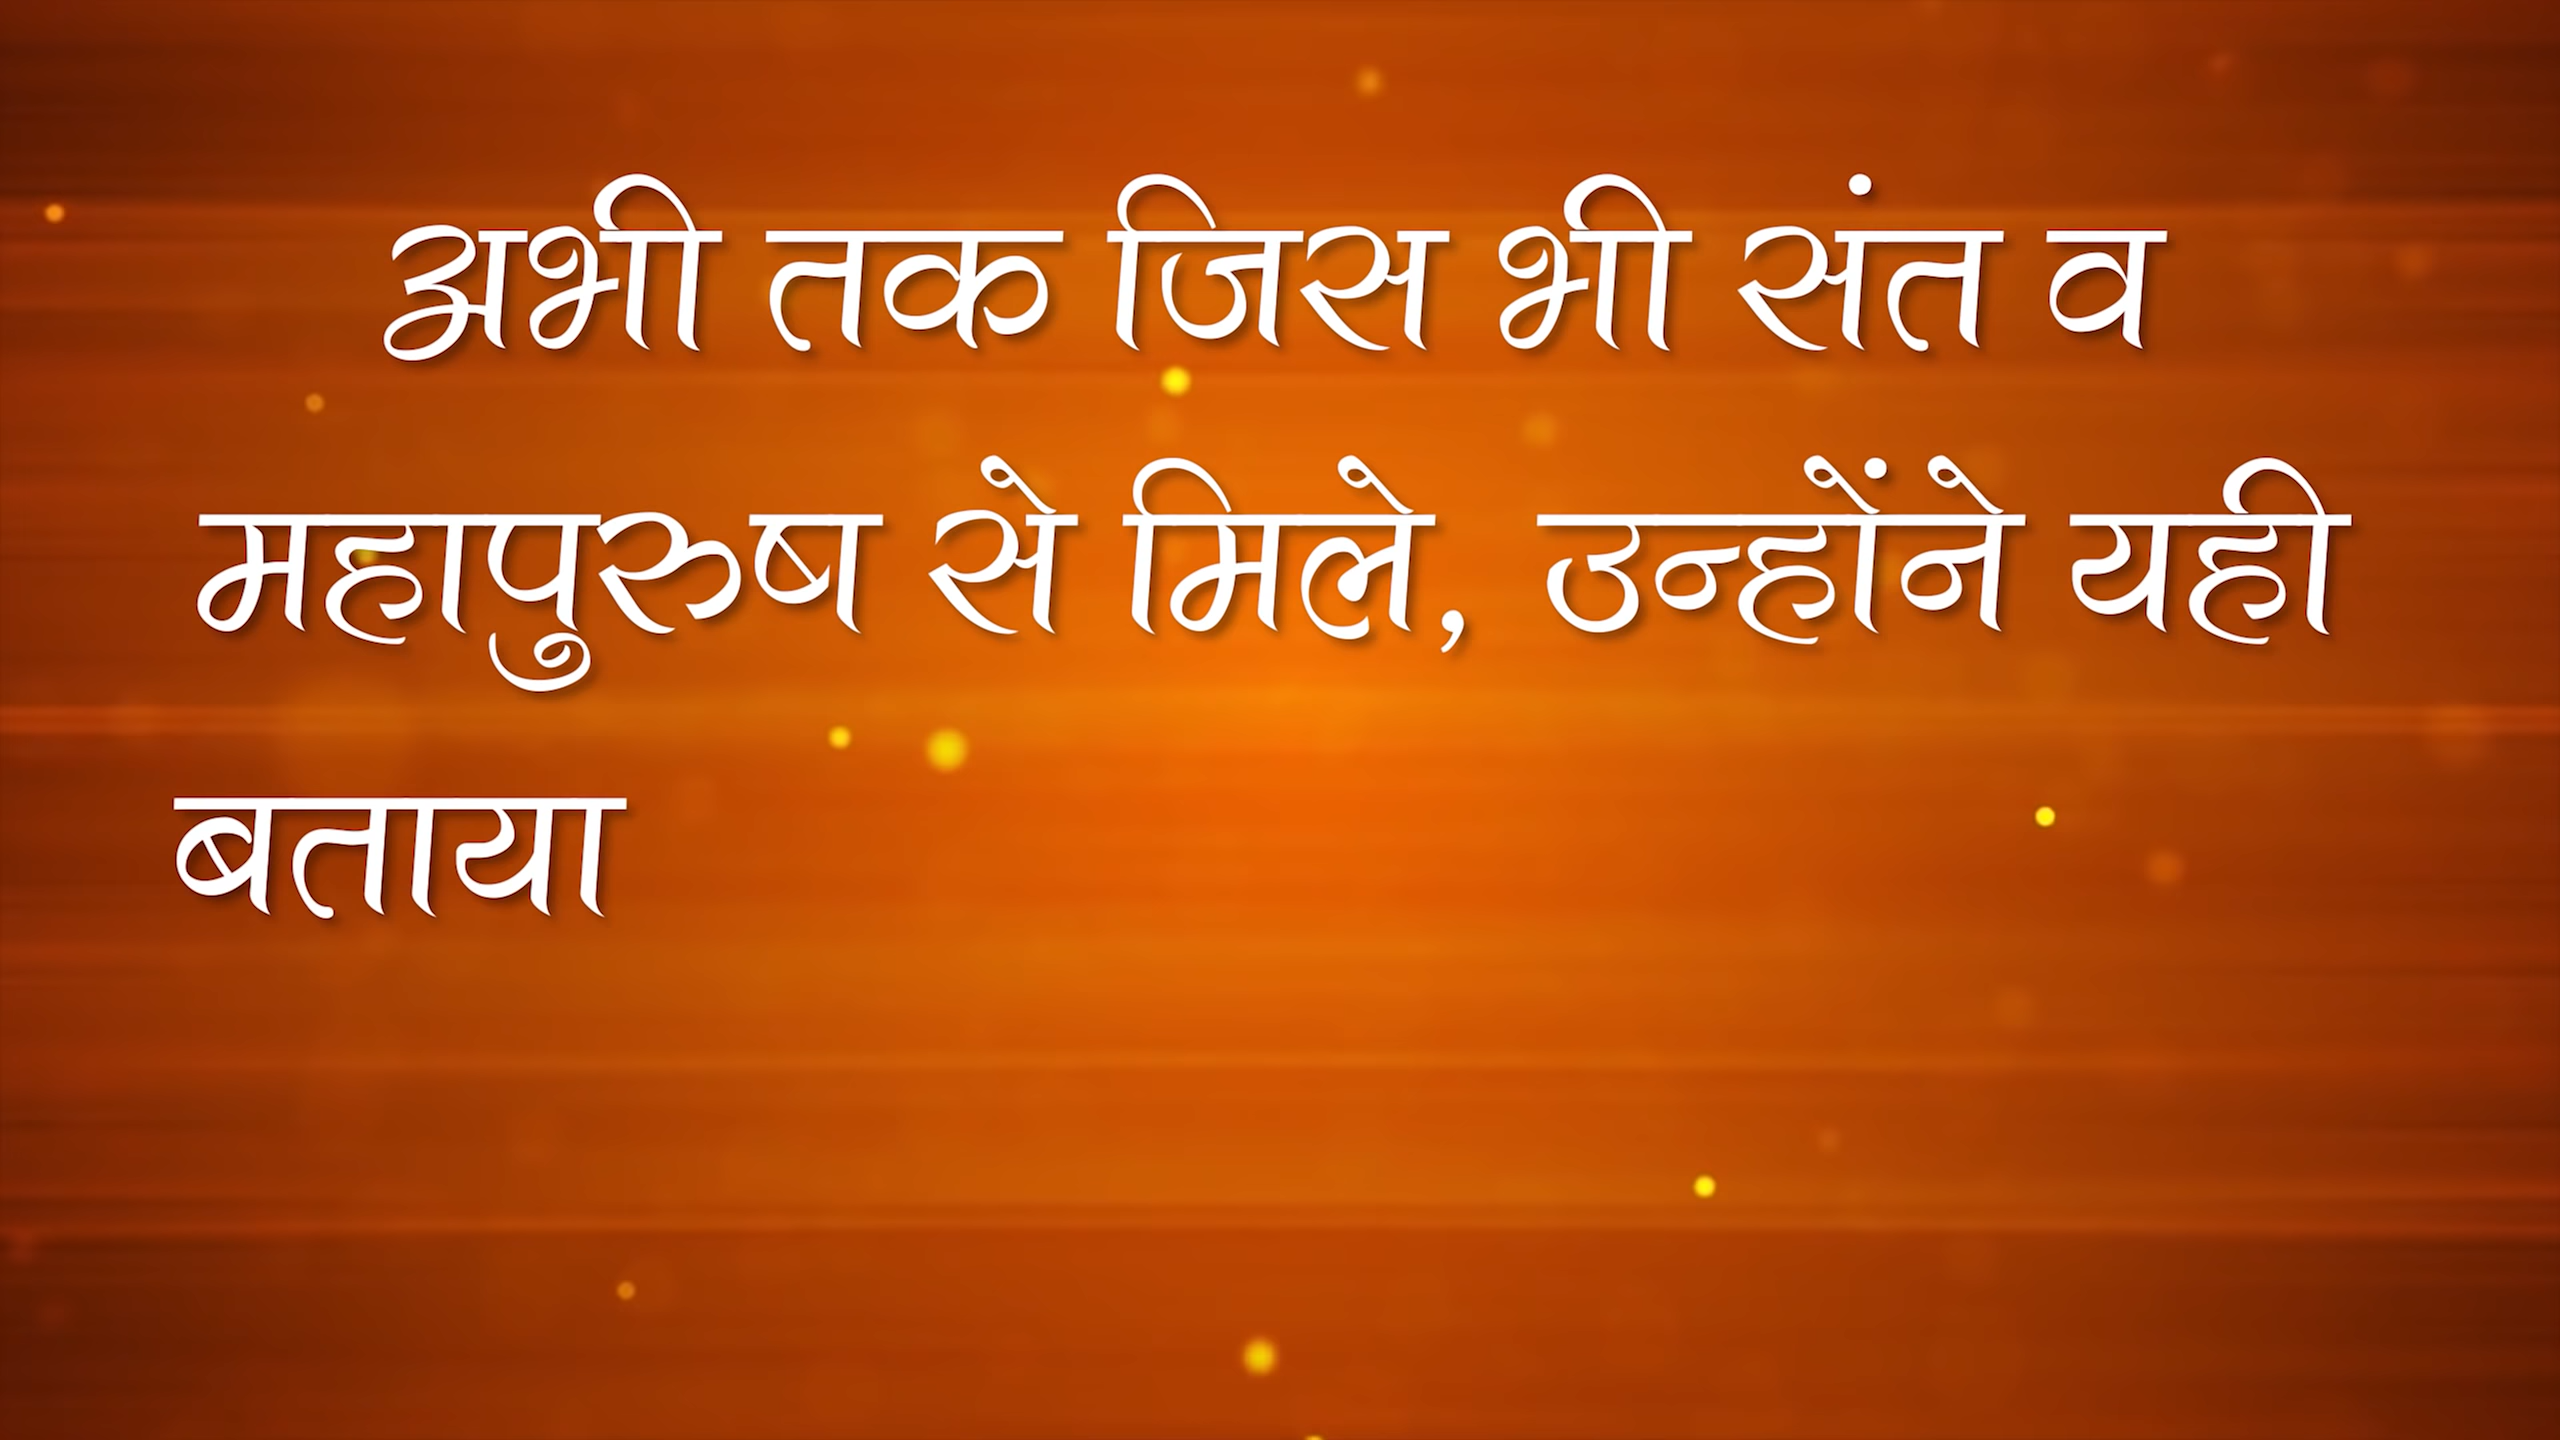 अभी तक जिस भी संत व
महापुरुष से मिले, उन्होंने यही
बताया